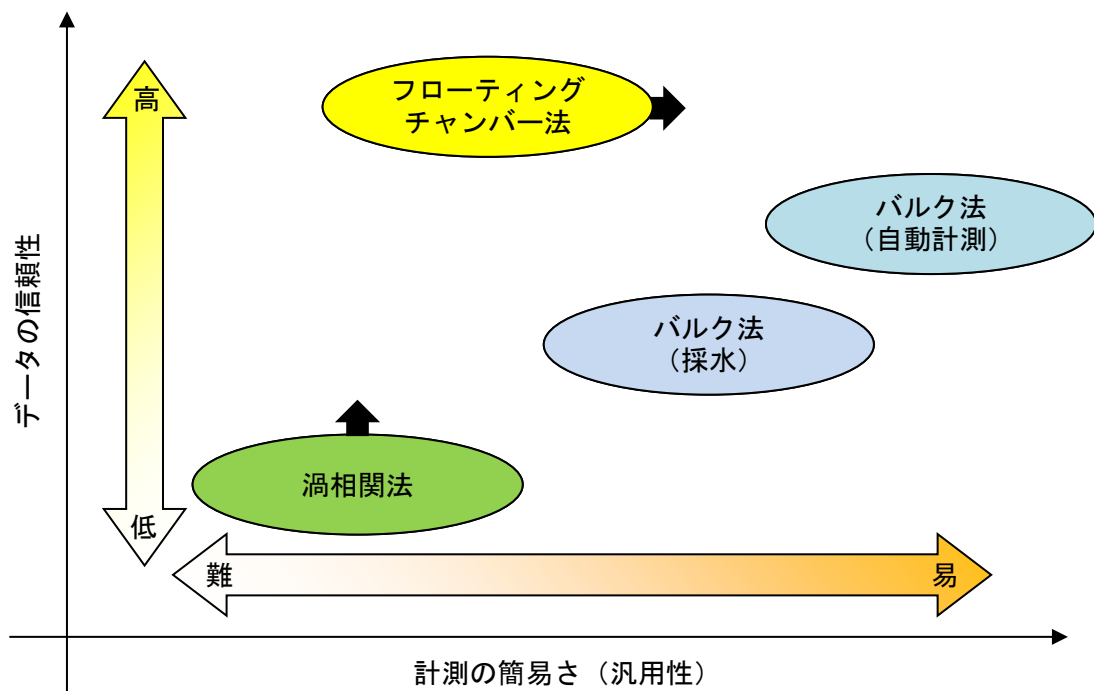 高
フローティング
チャンバー法
バルク法
（自動計測）
データの信頼性
バルク法
（採水）
渦相関法
低
難
易
計測の簡易さ（汎用性）